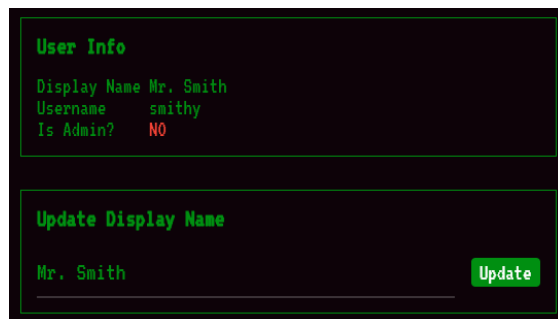 User Info
Display Name Mr. Smith
Username smithy
Is Admin? NO
Update Display Name
Mr. Smith Update